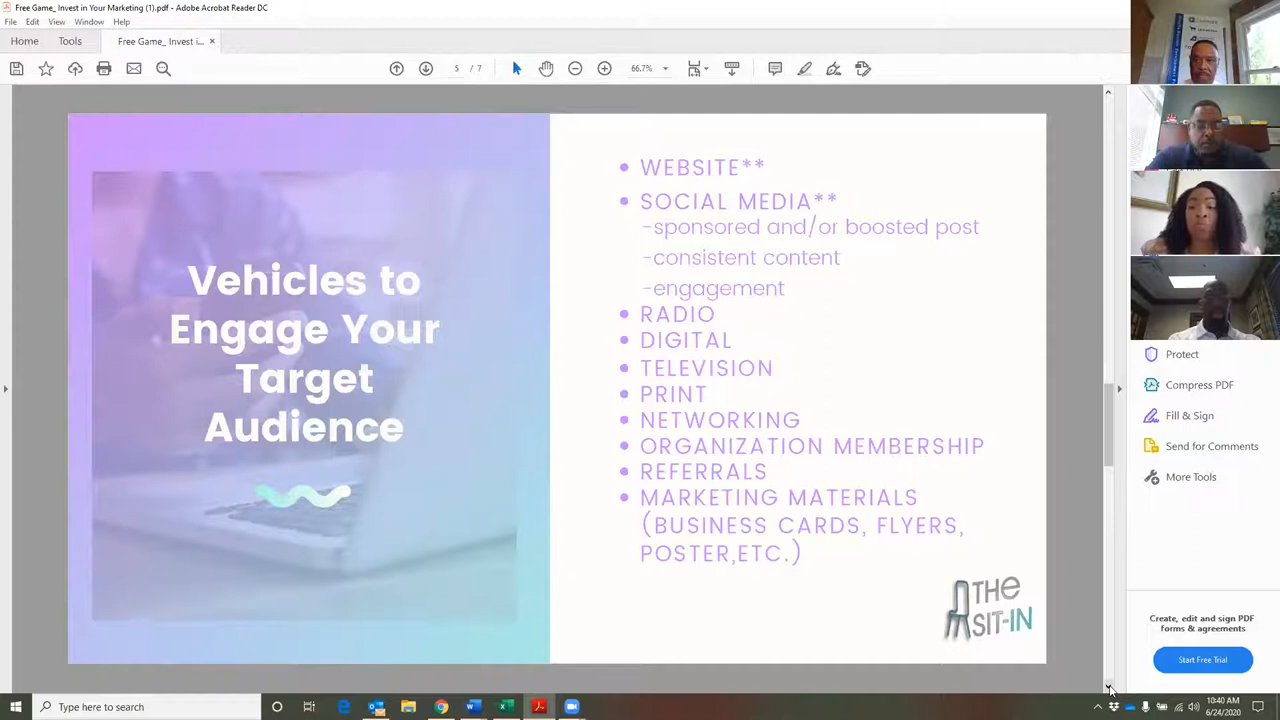 Free Game_ Invest in Your Marketing (1).pdf - Adobe Acrobat Reader DC
File Edit View Window Help
Home Tools Free Game_ Invest i... ×
5 / 7 66.7%
Vehicles to
Engage Your
Target
Audience
• WEBSITE**
• SOCIAL MEDIA**
-sponsored and/or boosted post
-consistent content
-engagement
• RADIO
• DIGITAL
• TELEVISION
• PRINT
• NETWORKING
• ORGANIZATION MEMBERSHIP
• REFERRALS
• MARKETING MATERIALS
(BUSINESS CARDS, FLYERS,
POSTER,ETC.)
THE
SIT-IN
Protect
Compress PDF
Fill & Sign
Send for Comments
More Tools
Create, edit and sign PDF
forms & agreements
Start Free Trial
Type here to search
10:40 AM
6/24/2020